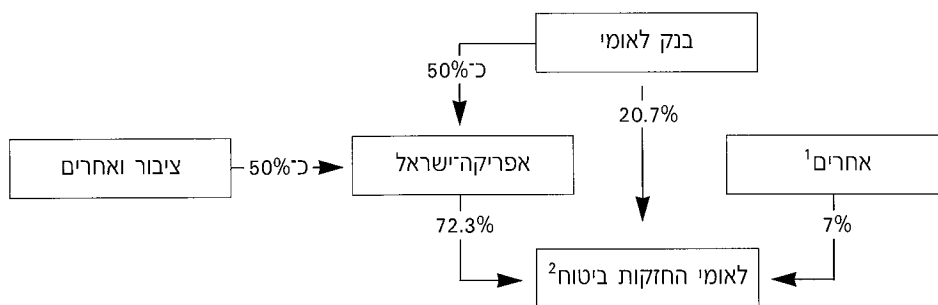 בנק לאומי
כ־50%
20.7%
ציבור ואחרים
כ־50%
אפריקה־ישראל
אחרים¹
72.3%
7%
לאומי החזקות ביטוח²